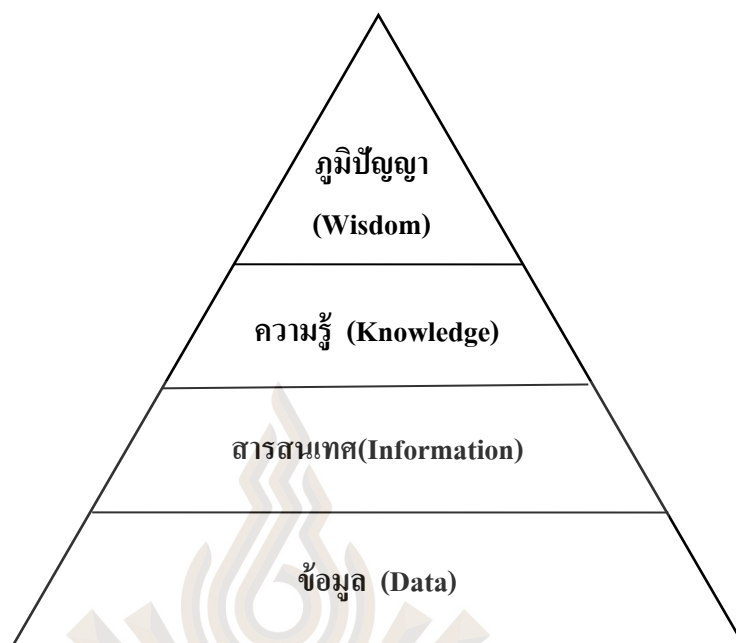 ภูมิปัญญา
(Wisdom)
ความรู้ (Knowledge)
สารสนเทศ(Information)
ข้อมูล (Data)